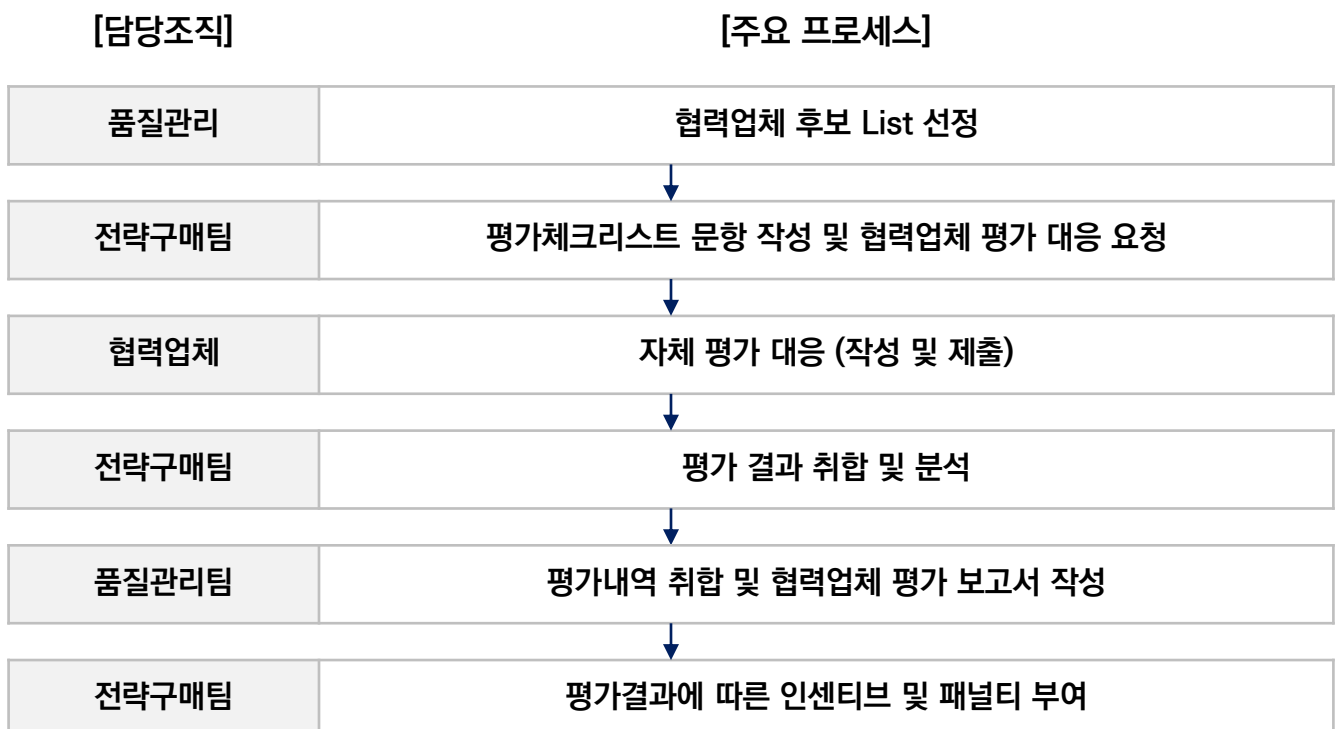 [담당조직] [주요 프로세스]
품질관리 협력업체 후보 List 선정
전략구매팀 평가체크리스트 문항 작성 및 협력업체 평가 대응 요청
협력업체 자체 평가 대응 (작성 및 제출)
전략구매팀 평가 결과 취합 및 분석
품질관리팀 평가내역 취합 및 협력업체 평가 보고서 작성
전략구매팀 평가결과에 따른 인센티브 및 패널티 부여